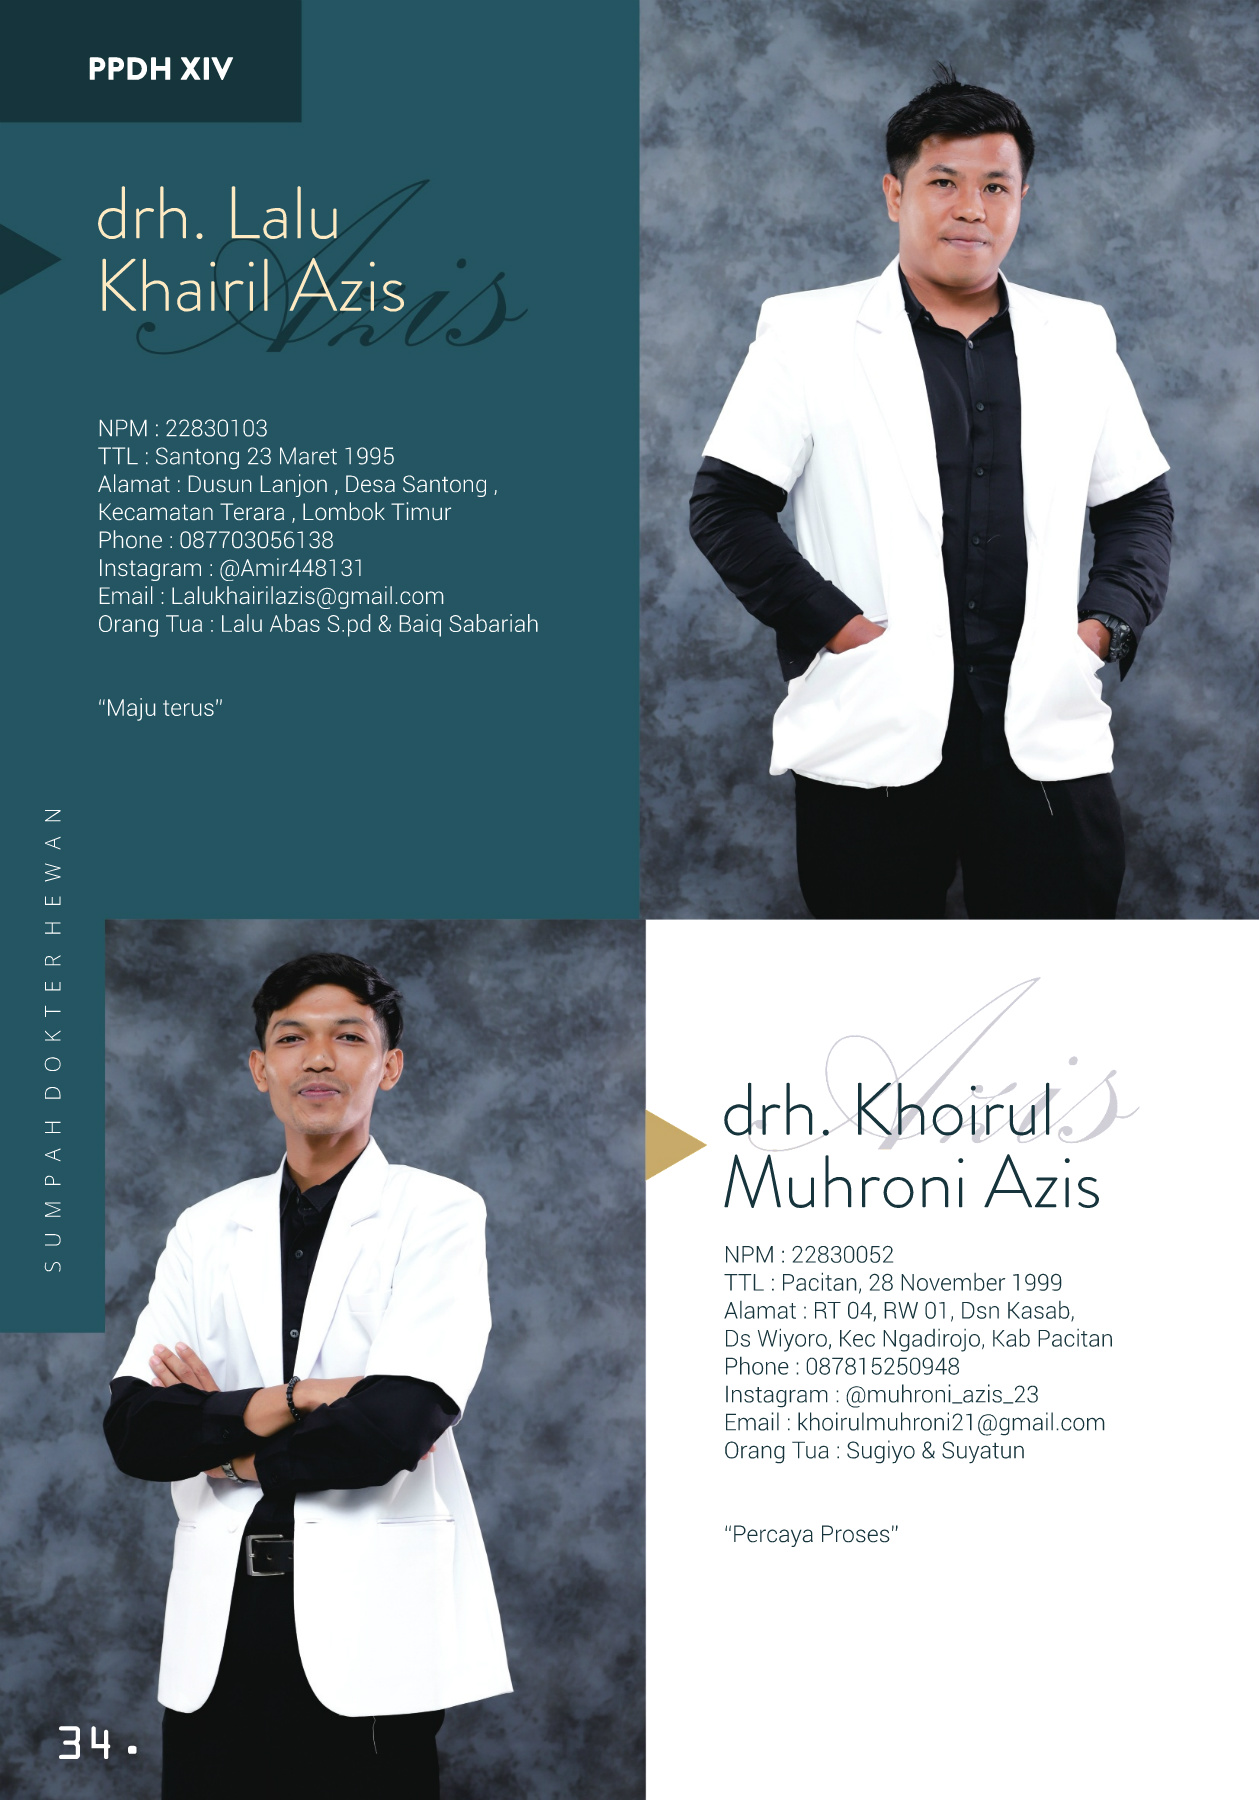 PPDH XIV
drh. Lalu
Khairil Azis
Azis
NPM : 22830103
TTL : Santong 23 Maret 1995
Alamat : Dusun Lanjon , Desa Santong ,
Kecamatan Terara , Lombok Timur
Phone : 087703056138
Instagram : @Amir448131
Email : Lalukhairilazis@gmail.com
Orang Tua : Lalu Abas S.pd & Baiq Sabariah
“Maju terus”
SUMPAH DOKTER HEWAN
Azis
drh. Khoirul
Muhroni Azis
NPM : 22830052
TTL : Pacitan, 28 November 1999
Alamat : RT 04, RW 01, Dsn Kasab,
Ds Wiyoro, Kec Ngadirojo, Kab Pacitan
Phone : 087815250948
Instagram : @muhroni_azis_23
Email : khoirulmuhroni21@gmail.com
Orang Tua : Sugiyo & Suyatun
“Percaya Proses”
34.